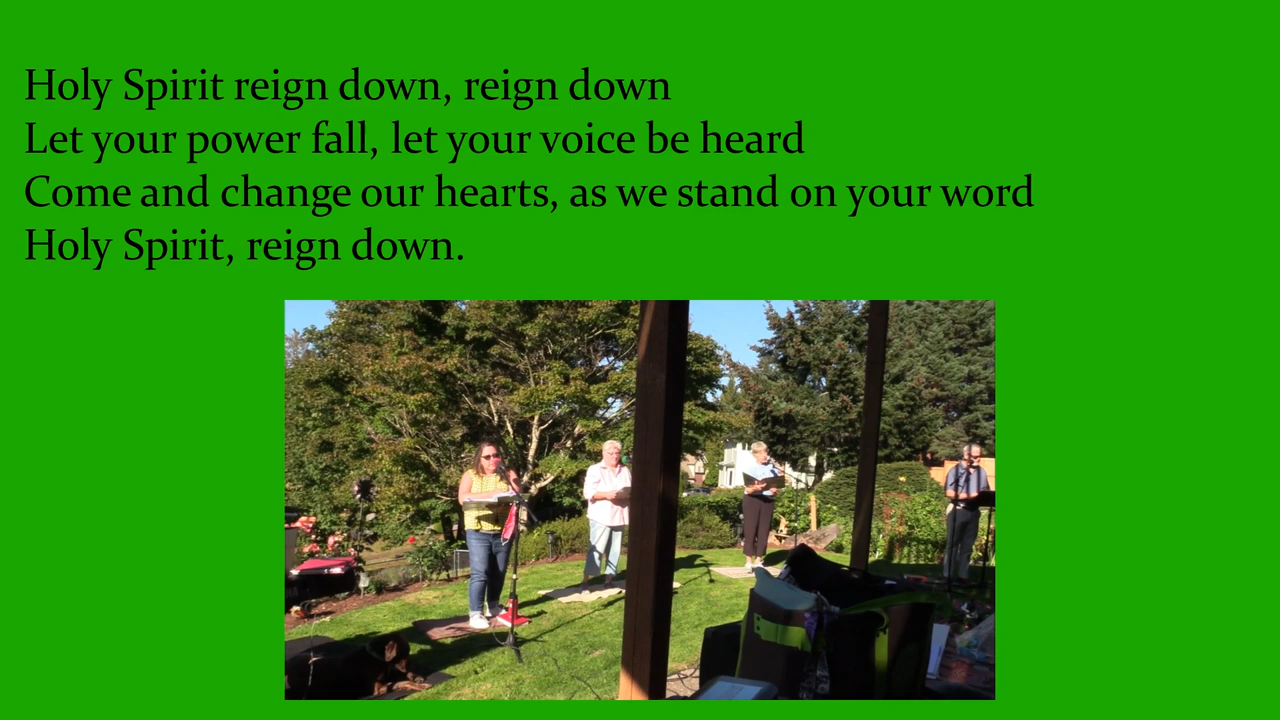 Holy Spirit reign down, reign down
Let your power fall, let your voice be heard
Come and change our hearts, as we stand on your word
Holy Spirit, reign down.